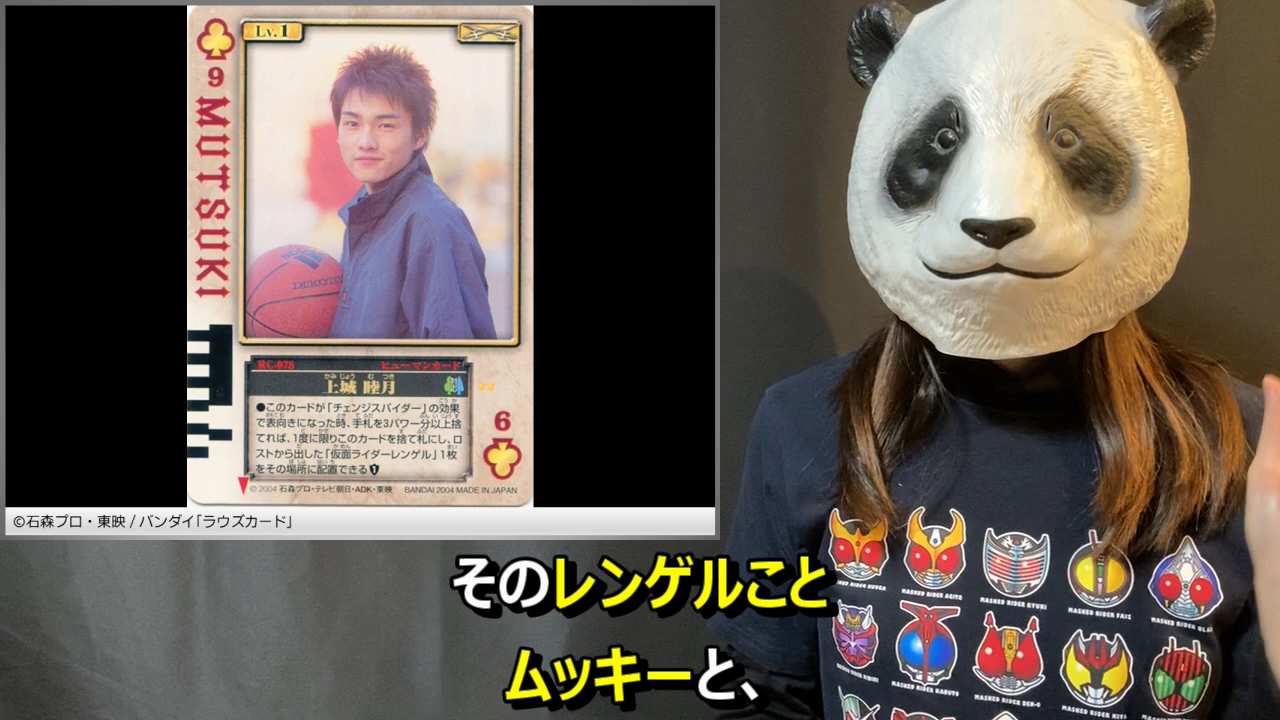 Lv.1
9
MUTSUKI
RC-078 ヒューマンカード
かみじょう むつき
上城 睦月
●このカードが「チェンジスパイダー」の効果
で表向きになった時、手札を3パワー分以上捨
てれば、1度に限りこのカードを捨て札にし、ロ
ストから出した「仮面ライダーレンゲル」1枚
をその場所に配置できる❶
6
© 2004 石森プロ・テレビ朝日・ADK・東映 BANDAI 2004 MADE IN JAPAN
©石森プロ・東映 / バンダイ「ラウズカード」
MASKED RIDER KUUGA
MASKED RIDER AGITO
MASKED RIDER RYUKI
MASKED RIDER FAIZ
MASKED RIDER
MASKED RIDER HIBIKI
MASKED RIDER KABUTO
MASKED RIDER DEN-O
MASKED RIDER
そのレンゲルこと
ムッキーと、